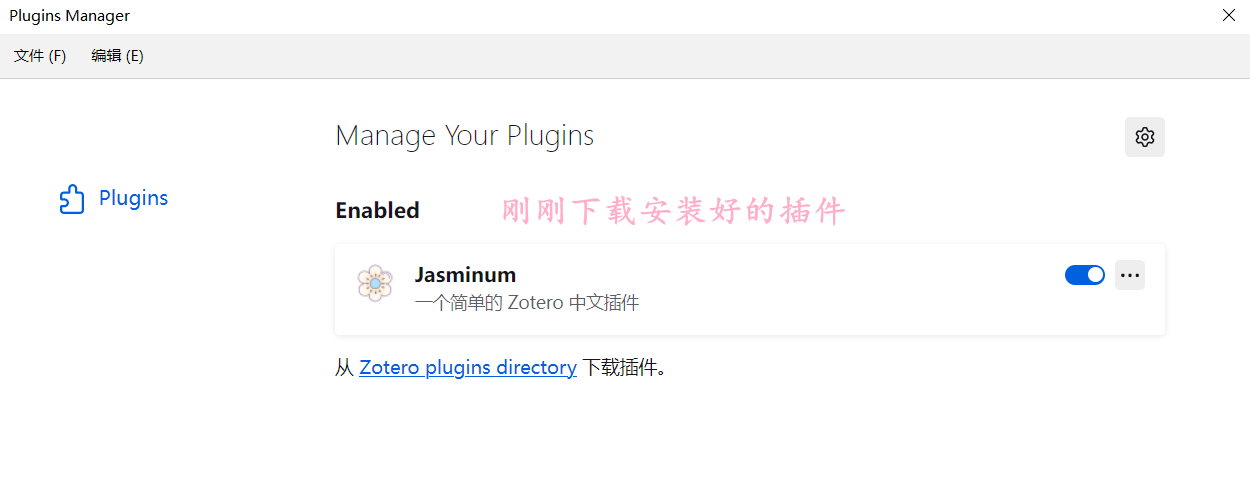 Plugins Manager
文件 (F) 编辑 (E)
Manage Your Plugins
Plugins
Enabled 刚刚下载安装好的插件
Jasminum
一个简单的 Zotero 中文插件
从 Zotero plugins directory 下载插件。